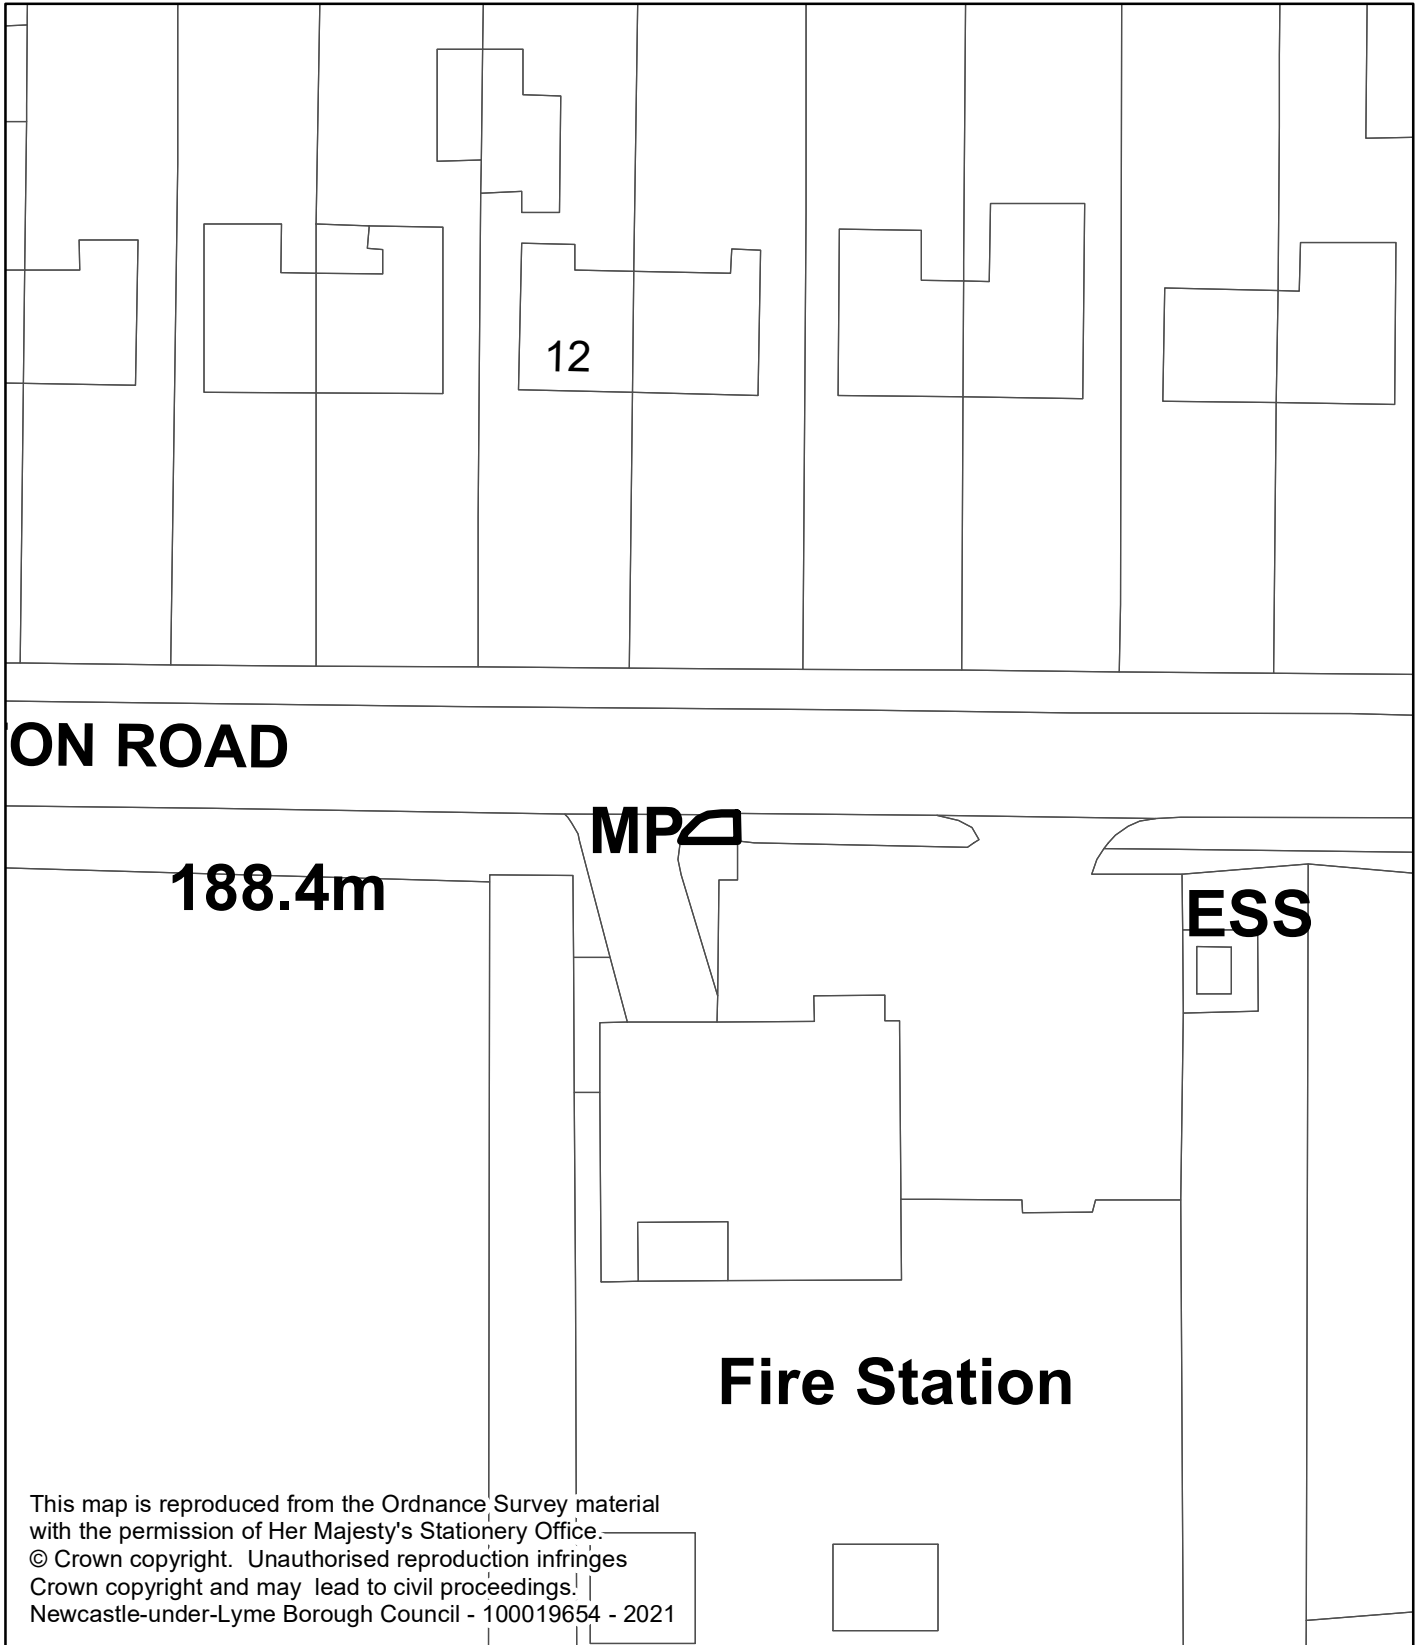 12
ON ROAD
MP
188.4m
ESS
Fire Station
This map is reproduced from the Ordnance Survey material
with the permission of Her Majesty's Stationery Office.
© Crown copyright.  Unauthorised reproduction infringes
Crown copyright and may  lead to civil proceedings.
Newcastle-under-Lyme Borough Council - 100019654 - 2021